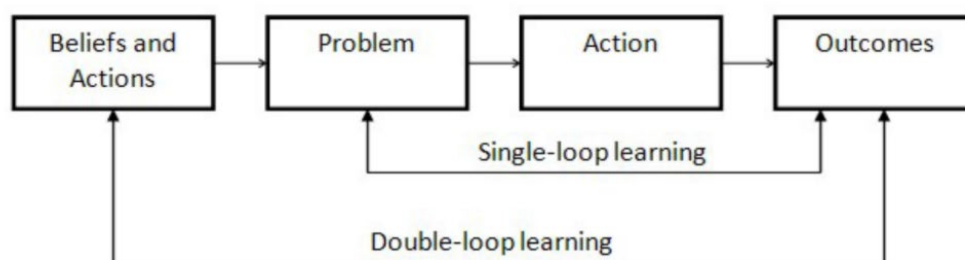 Beliefs and
Actions
Problem
Action
Outcomes
Single-loop learning
Double-loop learning